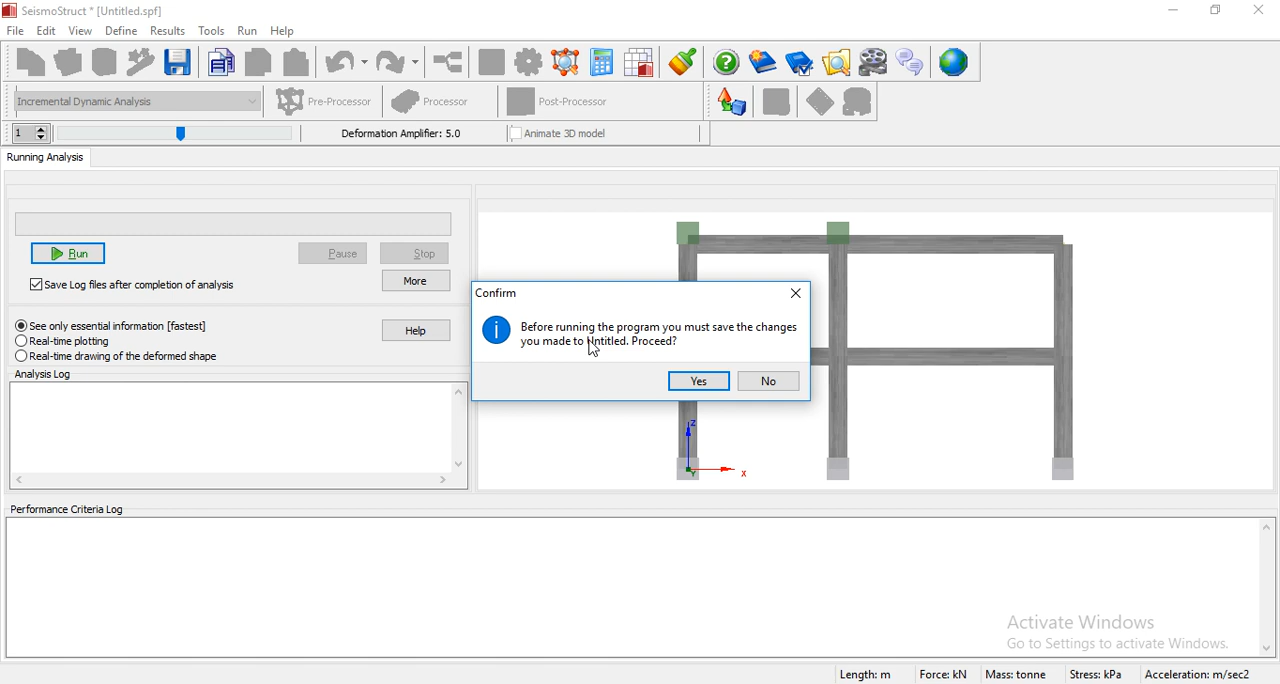 SeismoStruct * [Untitled.spf]
File Edit View Define Results Tools Run Help
Incremental Dynamic Analysis Pre-Processor Processor Post-Processor
1 Deformation Amplifier: 5.0 Animate 3D model
Running Analysis
Run Pause Stop
Save Log files after completion of analysis More
See only essential information [fastest] Help
Real-time plotting
Real-time drawing of the deformed shape
Analysis Log
Confirm
Before running the program you must save the changes
you made to Untitled. Proceed?
Yes No
Z
Y X
Performance Criteria Log
Activate Windows
Go to Settings to activate Windows.
Length: m Force: kN Mass: tonne Stress: kPa Acceleration: m/sec2